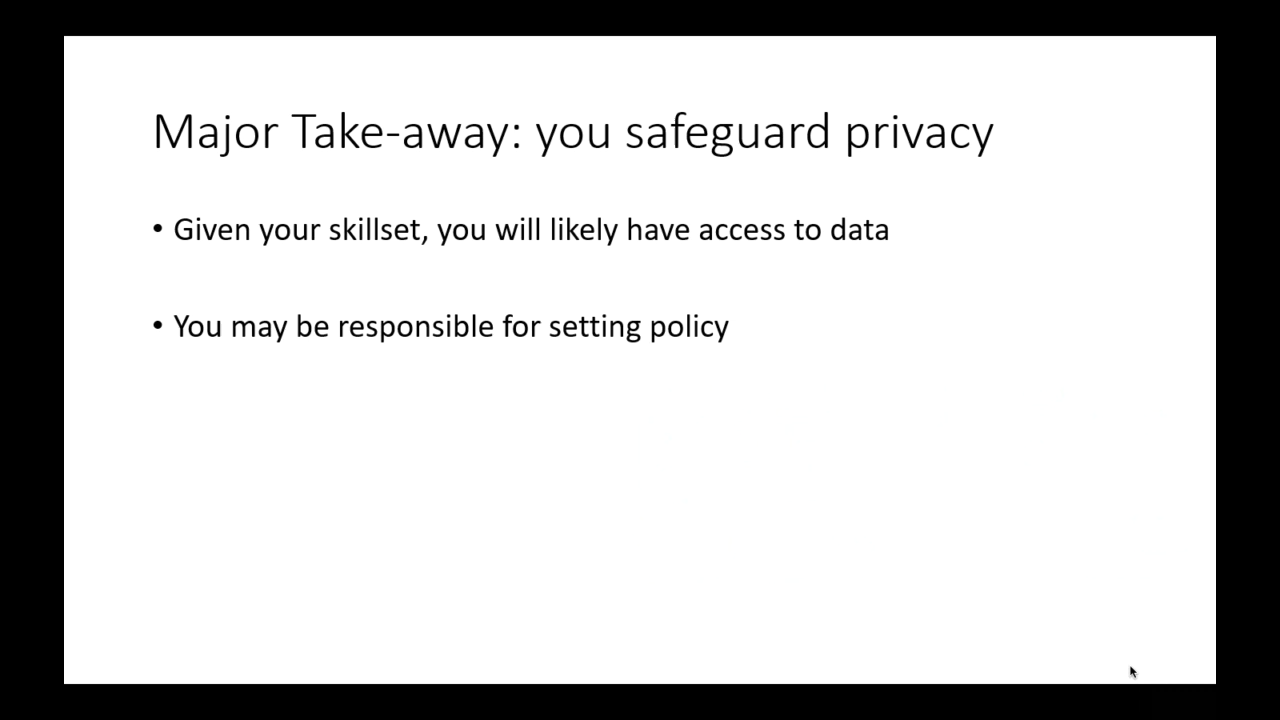 Major Take-away: you safeguard privacy
• Given your skillset, you will likely have access to data
• You may be responsible for setting policy